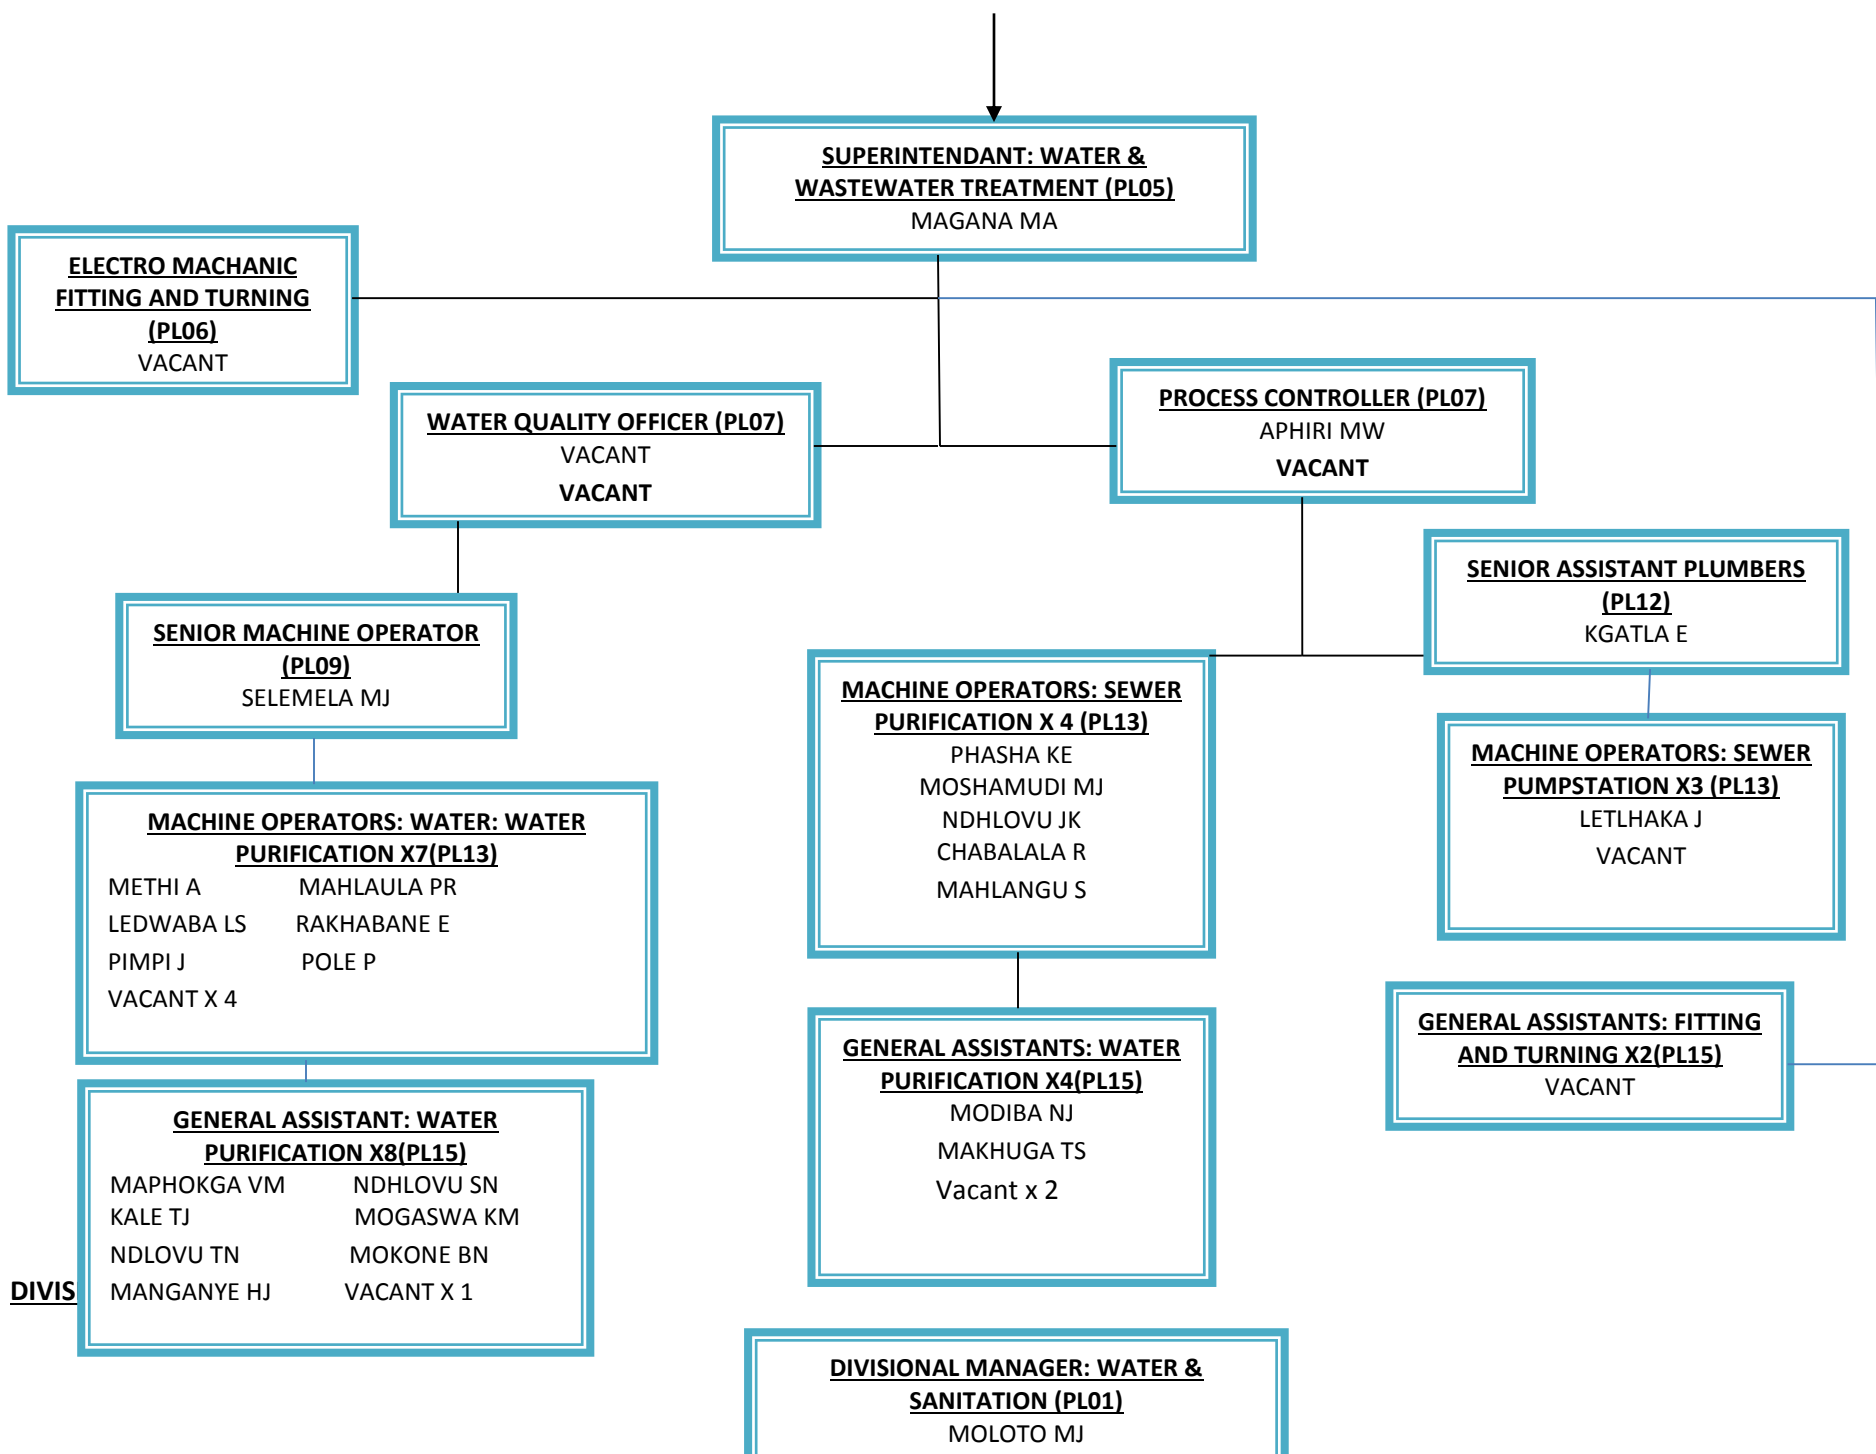 SUPERINTENDANT: WATER &
WASTEWATER TREATMENT (PL05)
MAGANA MA
ELECTRO MACHANIC
FITTING AND TURNING
(PL06)
VACANT
WATER QUALITY OFFICER (PL07)
VACANT
VACANT
PROCESS CONTROLLER (PL07)
APHIRI MW
VACANT
SENIOR ASSISTANT PLUMBERS
(PL12)
KGATLA E
SENIOR MACHINE OPERATOR
(PL09)
SELEMELA MJ
MACHINE OPERATORS: SEWER
PURIFICATION X 4 (PL13)
PHASHA KE
MOSHAMUDI MJ
NDHLOVU JK
CHABALALA R
MAHLANGU S
MACHINE OPERATORS: SEWER
PUMPSTATION X3 (PL13)
LETLHAKA J
VACANT
MACHINE OPERATORS: WATER: WATER
PURIFICATION X7(PL13)
METHI A MAHLAULA PR
LEDWABA LS RAKHABANE E
PIMPI J POLE P
VACANT X 4
GENERAL ASSISTANTS: FITTING
AND TURNING X2(PL15)
VACANT
GENERAL ASSISTANTS: WATER
PURIFICATION X4(PL15)
MODIBA NJ
MAKHUGA TS
Vacant x 2
GENERAL ASSISTANT: WATER
PURIFICATION X8(PL15)
MAPHOKGA VM NDHLOVU SN
KALE TJ MOGASWA KM
NDLOVU TN MOKONE BN
MANGANYE HJ VACANT X 1
DIVIS
DIVISIONAL MANAGER: WATER &
SANITATION (PL01)
MOLOTO MJ